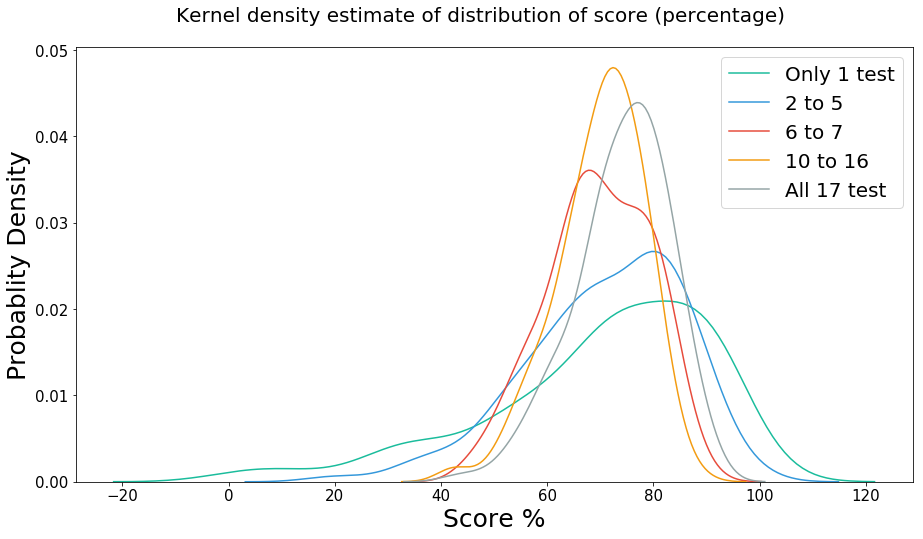 Kernel density estimate of distribution of score (percentage)
0.05
0.04
0.03
0.02
0.01
0.00
Probablity Density
Only 1 test
2 to 5
6 to 7
10 to 16
All 17 test
−20 0 20 40 60 80 100 120
Score %